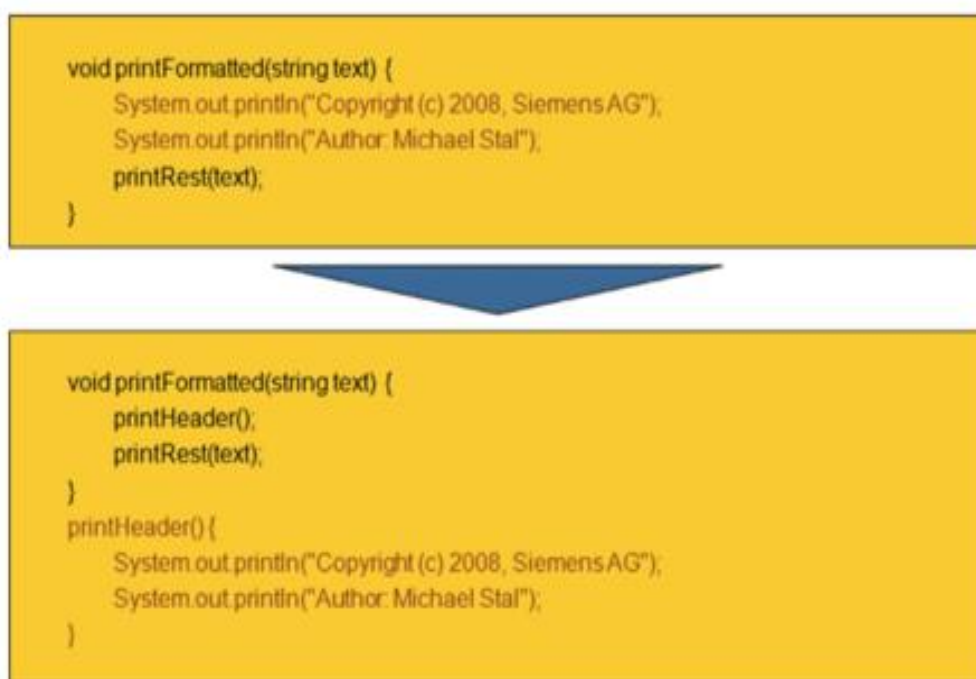 void printFormatted(string text) {
System.out.println("Copyright (c) 2008, Siemens AG");
System.out.println("Author: Michael Stal");
printRest(text);
}
void printFormatted(string text) {
printHeader();
printRest(text);
}
printHeader() {
System.out.println("Copyright (c) 2008, Siemens AG");
System.out.println("Author: Michael Stal");
}